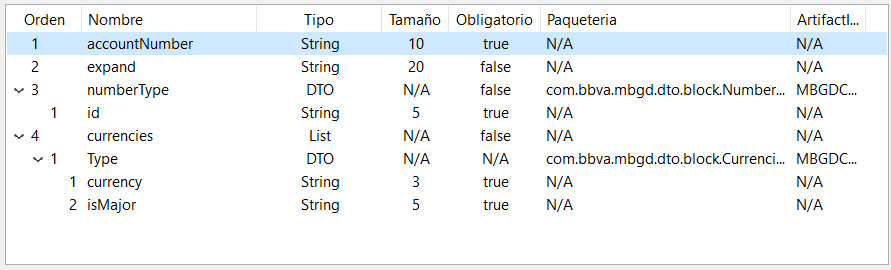 Orden Nombre Tipo Tamaño Obligatorio Paqueteria ArtifactI...
1 accountNumber String 10 true N/A N/A
2 expand String 20 false N/A N/A
3 numberType DTO N/A false com.bbva.mbgd.dto.block.Number... MBGDC...
1 id String 5 true N/A N/A
4 currencies List N/A false N/A N/A
1 Type DTO N/A N/A com.bbva.mbgd.dto.block.Currenci... MBGDC...
1 currency String 3 true N/A N/A
2 isMajor String 5 true N/A N/A